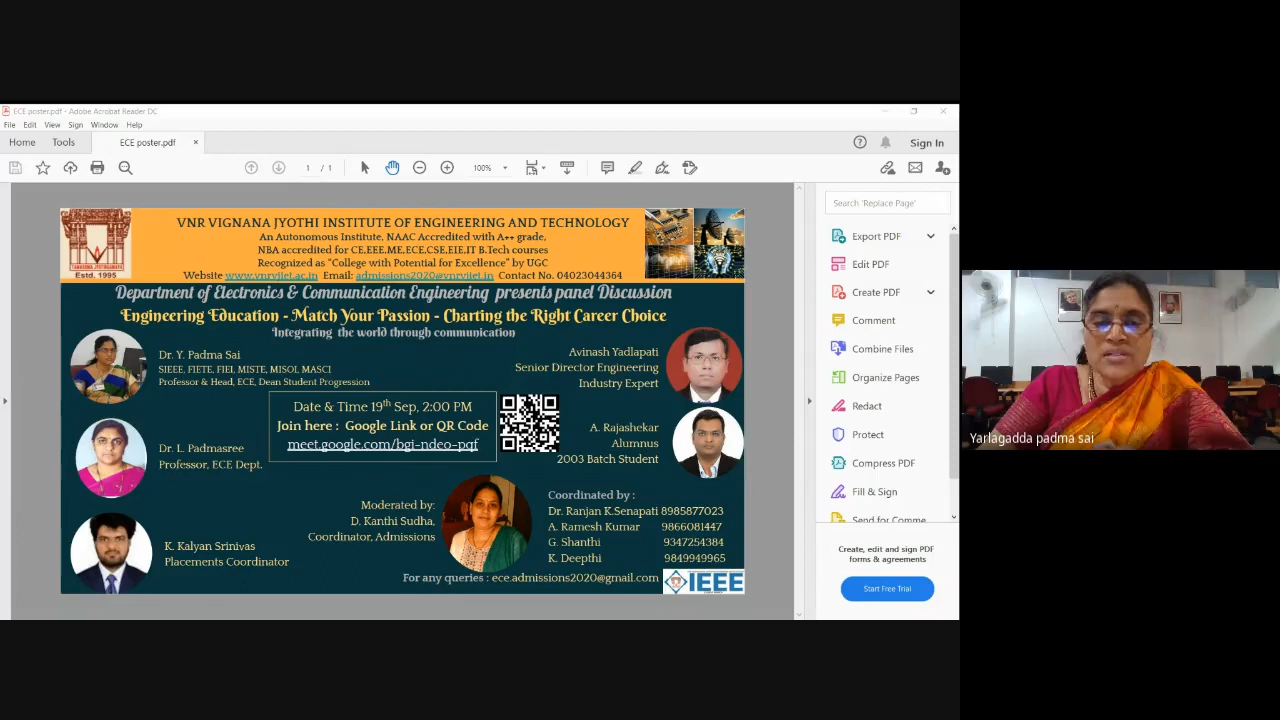 ECE poster.pdf - Adobe Acrobat Reader DC
File Edit View Sign Window Help
Home Tools ECE poster.pdf × Sign In
1 / 1 100%
VNR VIGNANA JYOTHI INSTITUTE OF ENGINEERING AND TECHNOLOGY
An Autonomous Institute, NAAC Accredited with A++ grade,
NBA accredited for CE,EEE,ME,ECE,CSE,EIE,IT B.Tech courses
Recognized as “College with Potential for Excellence” by UGC
Website www.vnrvjiet.ac.in Email: admissions2020@vnrvjiet.in Contact No. 04023044364
Estd. 1995
Department of Electronics & Communication Engineering presents panel Discussion
Engineering Education - Match Your Passion - Charting the Right Career Choice
Integrating the world through communication
Dr. Y. Padma Sai
SIEEE, FIETE, FIEI, MISTE, MISOI, MASCI
Professor & Head, ECE, Dean Student Progression
Avinash Yadlapati
Senior Director Engineering
Industry Expert
Date & Time 19th Sep, 2:00 PM
Join here : Google Link or QR Code
meet.google.com/bgi-ndeo-pqf
A. Rajashekar
Alumnus
2003 Batch Student
Dr. L. Padmasree
Professor, ECE Dept.
Moderated by:
D. Kanthi Sudha,
Coordinator, Admissions
Coordinated by :
Dr. Ranjan K.Senapati 8985877023
A. Ramesh Kumar 9866081447
G. Shanthi 9347254384
K. Deepthi 9849949965
K. Kalyan Srinivas
Placements Coordinator
For any queries : ece.admissions2020@gmail.com
IEEE
Search 'Replace Page'
Export PDF
Edit PDF
Create PDF
Comment
Combine Files
Organize Pages
Redact
Protect
Compress PDF
Fill & Sign
Send for Comme
Create, edit and sign PDF
forms & agreements
Start Free Trial
Yarlagadda padma sai